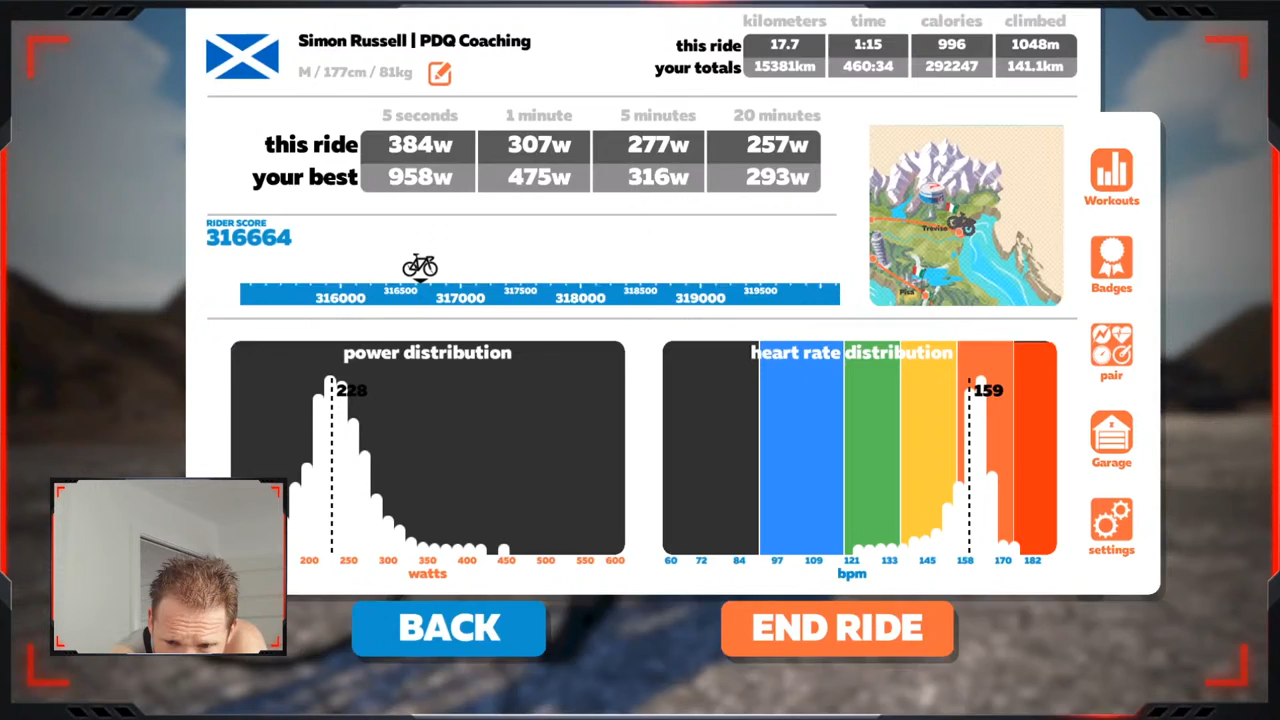 kilometers time calories climbed
Simon Russell | PDQ Coaching
this ride 17.7 1:15 996 1048m
M / 177cm / 81kg
your totals 15381km 460:34 292247 141.1km
5 seconds 1 minute 5 minutes 20 minutes
this ride 384w 307w 277w 257w
your best 958w 475w 316w 293w
Workouts
RIDER SCORE
316664
Treviso
Badges
Pisa
316000 316500 317000 317500 318000 318500 319000 319500
power distribution
228
heart rate distribution
159
pair
Garage
settings
200 250 300 350 400 450 500 550 600
watts
60 72 84 97 109 121 133 145 158 170 182
bpm
BACK
END RIDE